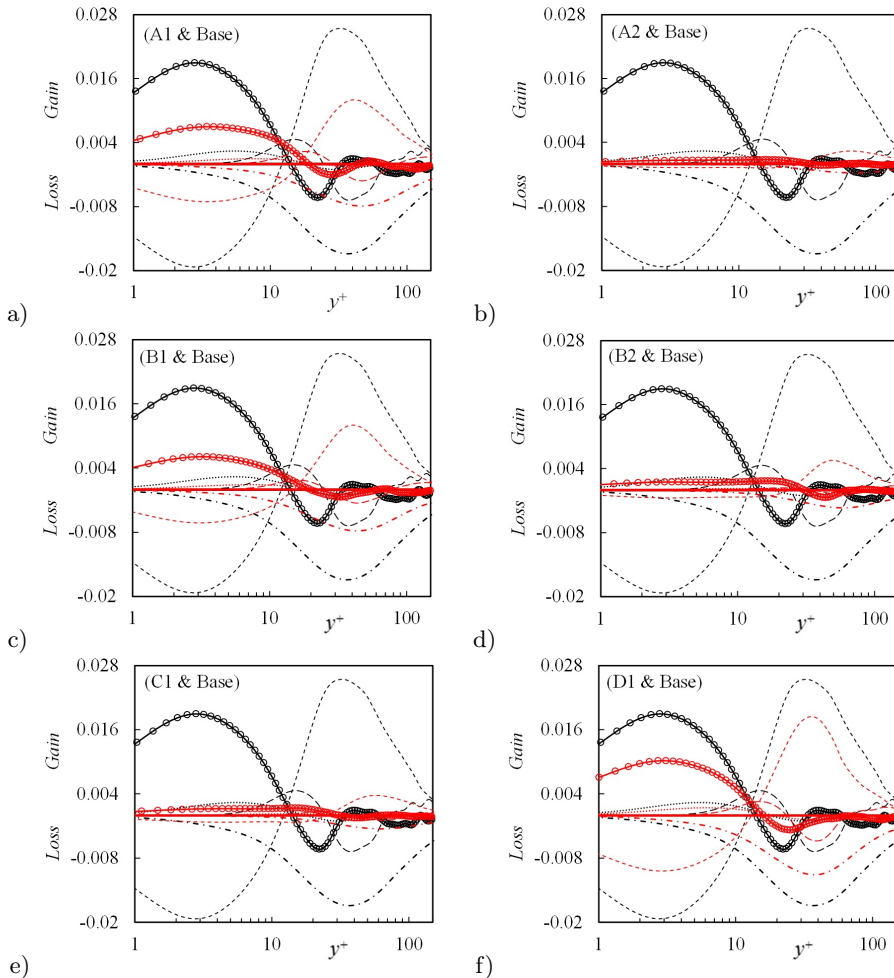 0.028
(A1 & Base)
0.016
Gain
0.004
Loss
-0.008
-0.02
1
10
100
y+
a)
(A2 & Base)
0.028
0.016
Gain
0.004
Loss
-0.008
-0.02
1
10
100
y+
b)
0.028
(B1 & Base)
0.016
Gain
0.004
Loss
-0.008
-0.02
1
10
100
y+
c)
0.028
(B2 & Base)
0.016
Gain
0.004
Loss
-0.008
-0.02
1
10
100
y+
d)
0.028
(C1 & Base)
0.016
Gain
0.004
Loss
-0.008
-0.02
1
10
100
y+
e)
0.028
(D1 & Base)
0.016
Gain
0.004
Loss
-0.008
-0.02
1
10
100
y+
f)